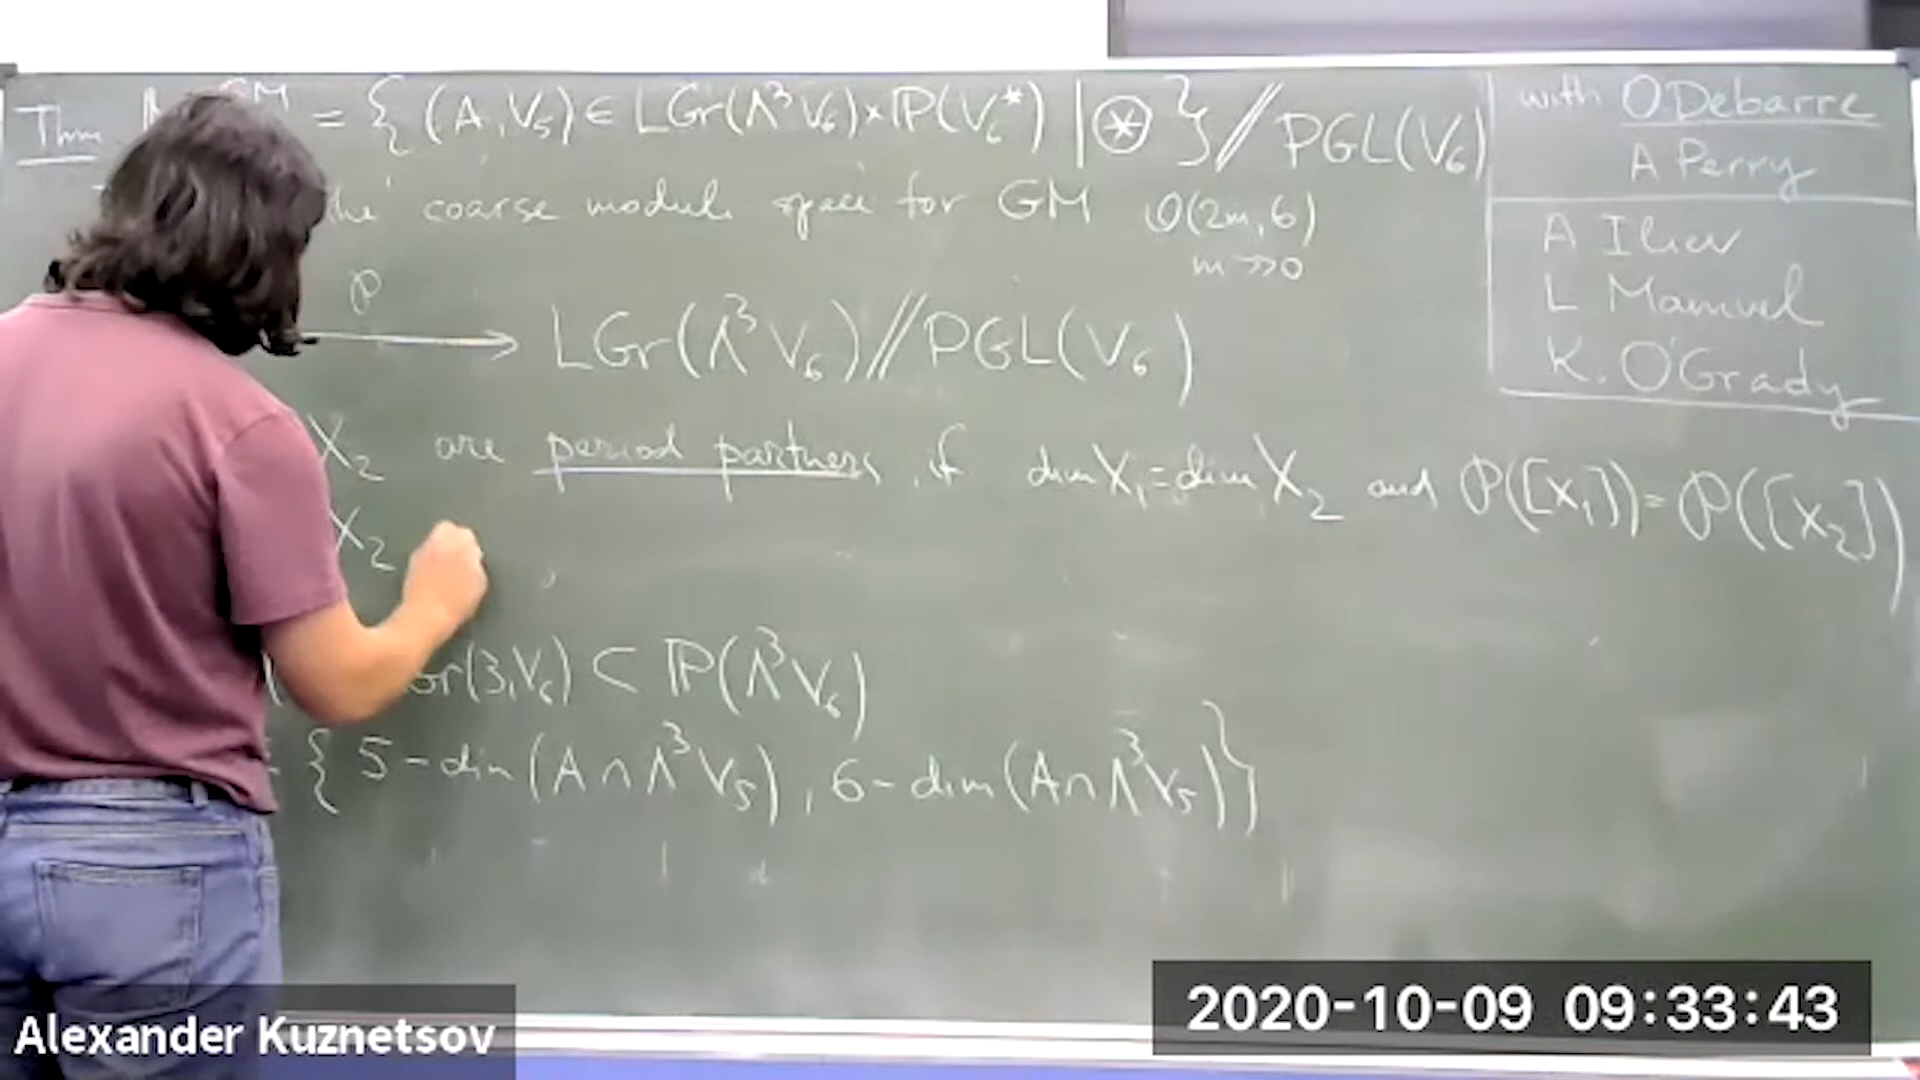 Thm GM = { (A, V₅) ∈ LGr(Λ³V₆) × ℙ(V₆*) | ⊛ } // PGL(V₆)
the coarse moduli space for GM O(2m, 6)
m >> 0
℘
⟶ LGr(Λ³V₆) // PGL(V₆)
X₂ are period partners, if dim X₁ = dim X₂ and ℘([X₁]) = ℘([X₂])
X₂
Gr(3, V₆) ⊂ ℙ(Λ³V₆)
{ 5 - dim (A ∩ Λ³V₅), 6 - dim (A ∩ Λ³V₅) }
with O. Debarre
A Perry
A Iliev
L Manivel
K. O'Grady
Alexander Kuznetsov
2020-10-09 09:33:43